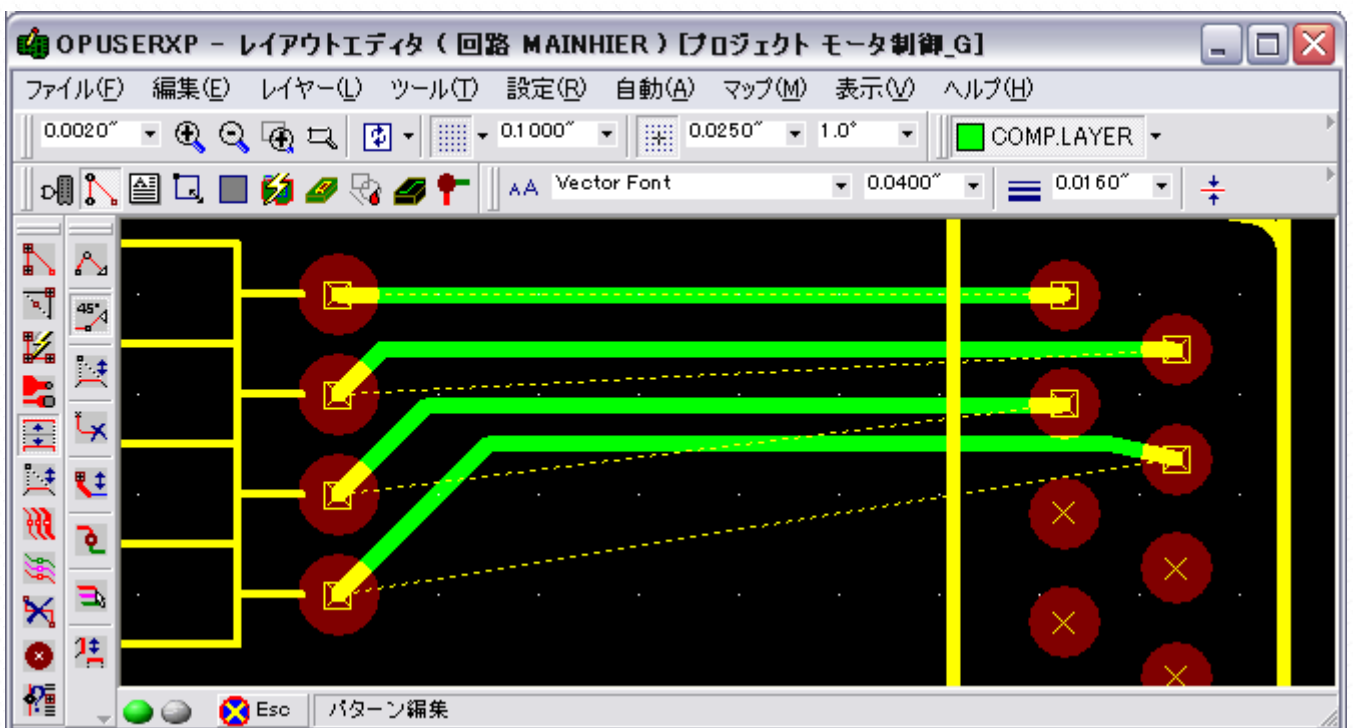 OPUSERXP - レイアウトエディタ ( 回路 MAINHIER ) [プロジェクト モータ制御_G]
ファイル(F) 編集(E) レイヤー(L) ツール(T) 設定(R) 自動(A) マップ(M) 表示(V) ヘルプ(H)
0.0020" 0.1000" 0.0250" 1.0° COMP.LAYER
AA Vector Font 0.0400" 0.0160"
45°
Esc パターン編集